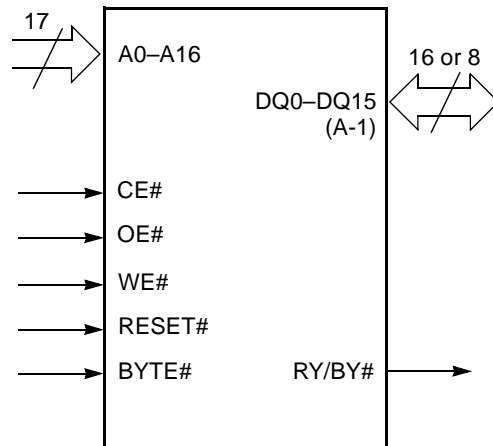 17
A0–A16
16 or 8
DQ0–DQ15
(A-1)
CE#
OE#
WE#
RESET#
BYTE#
RY/BY#